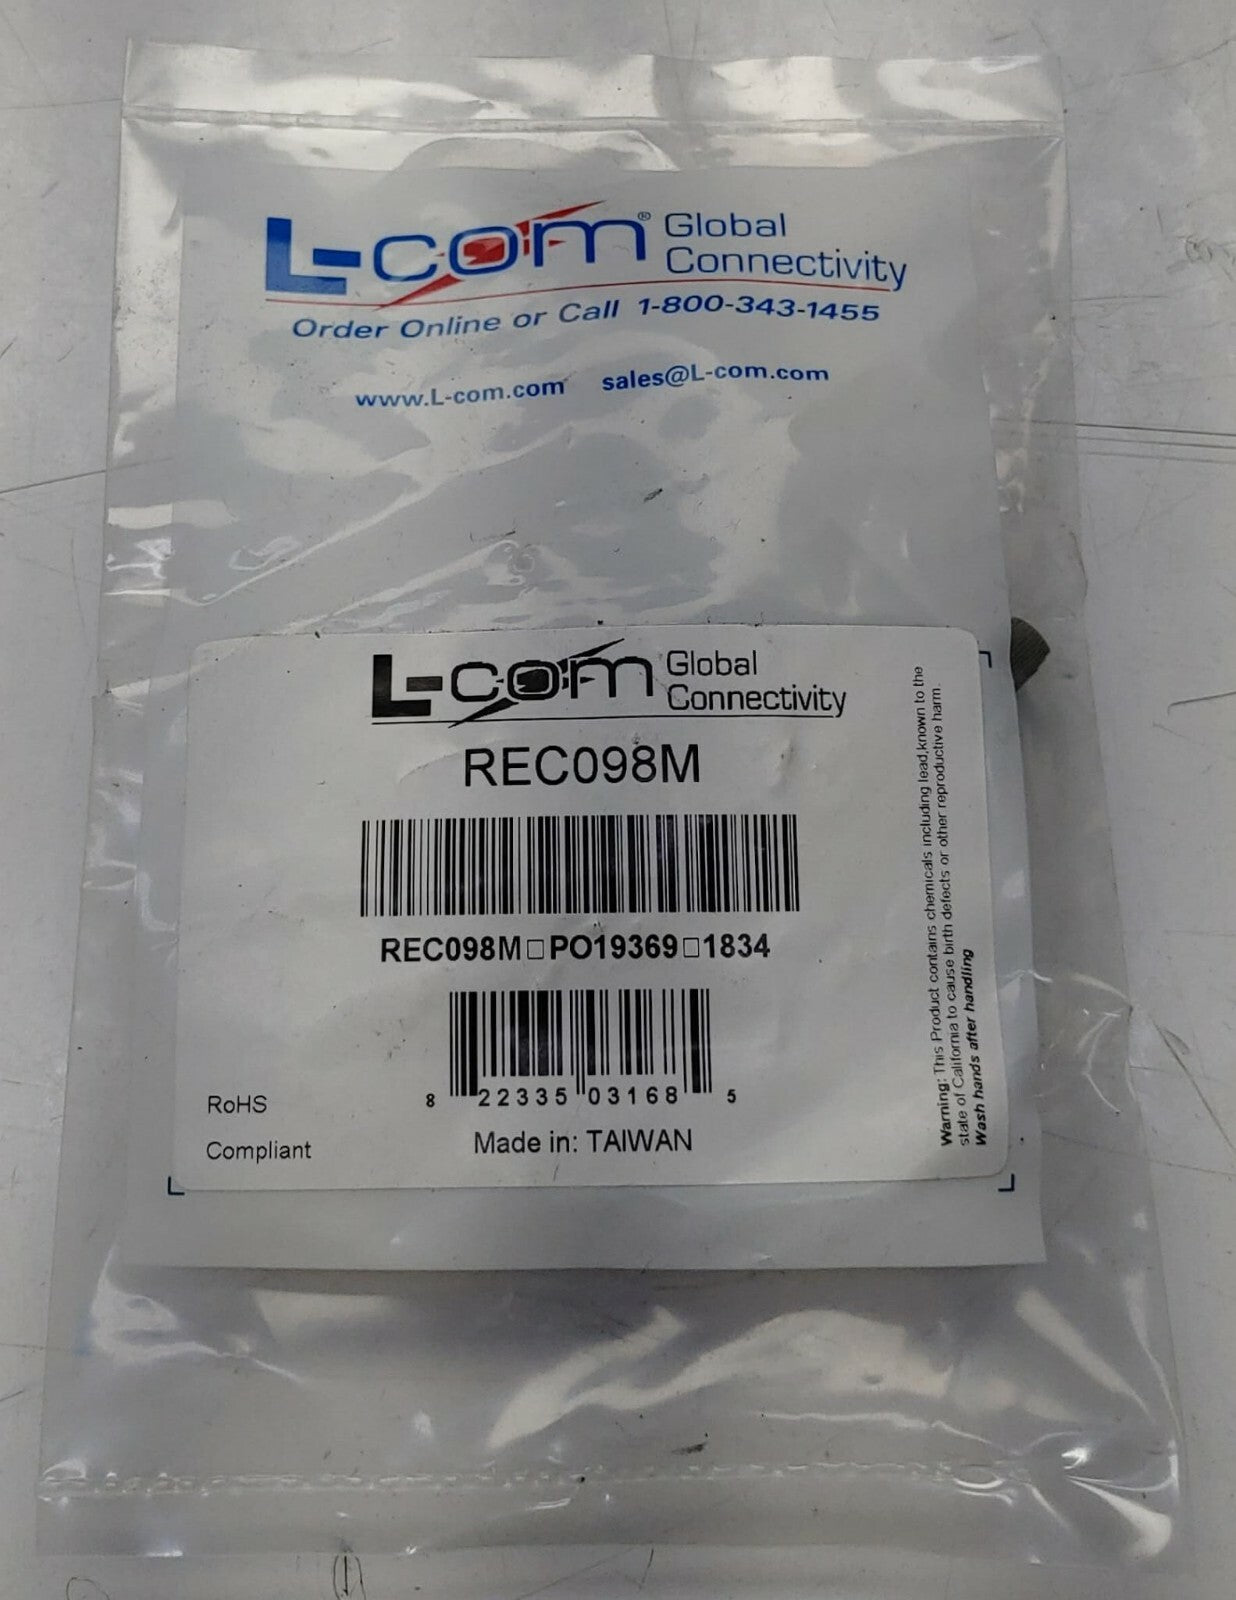 L-com® Global Connectivity
Order Online or Call 1-800-343-1455
www.L-com.com sales@L-com.com
L-com Global Connectivity
REC098M
REC098M□PO19369□1834
8 22335 03168 5
RoHS
Compliant
Made in: TAIWAN
Warning: This Product contains chemicals including lead,known to the
state of California to cause birth defects or other reproductive harm.
Wash hands after handling